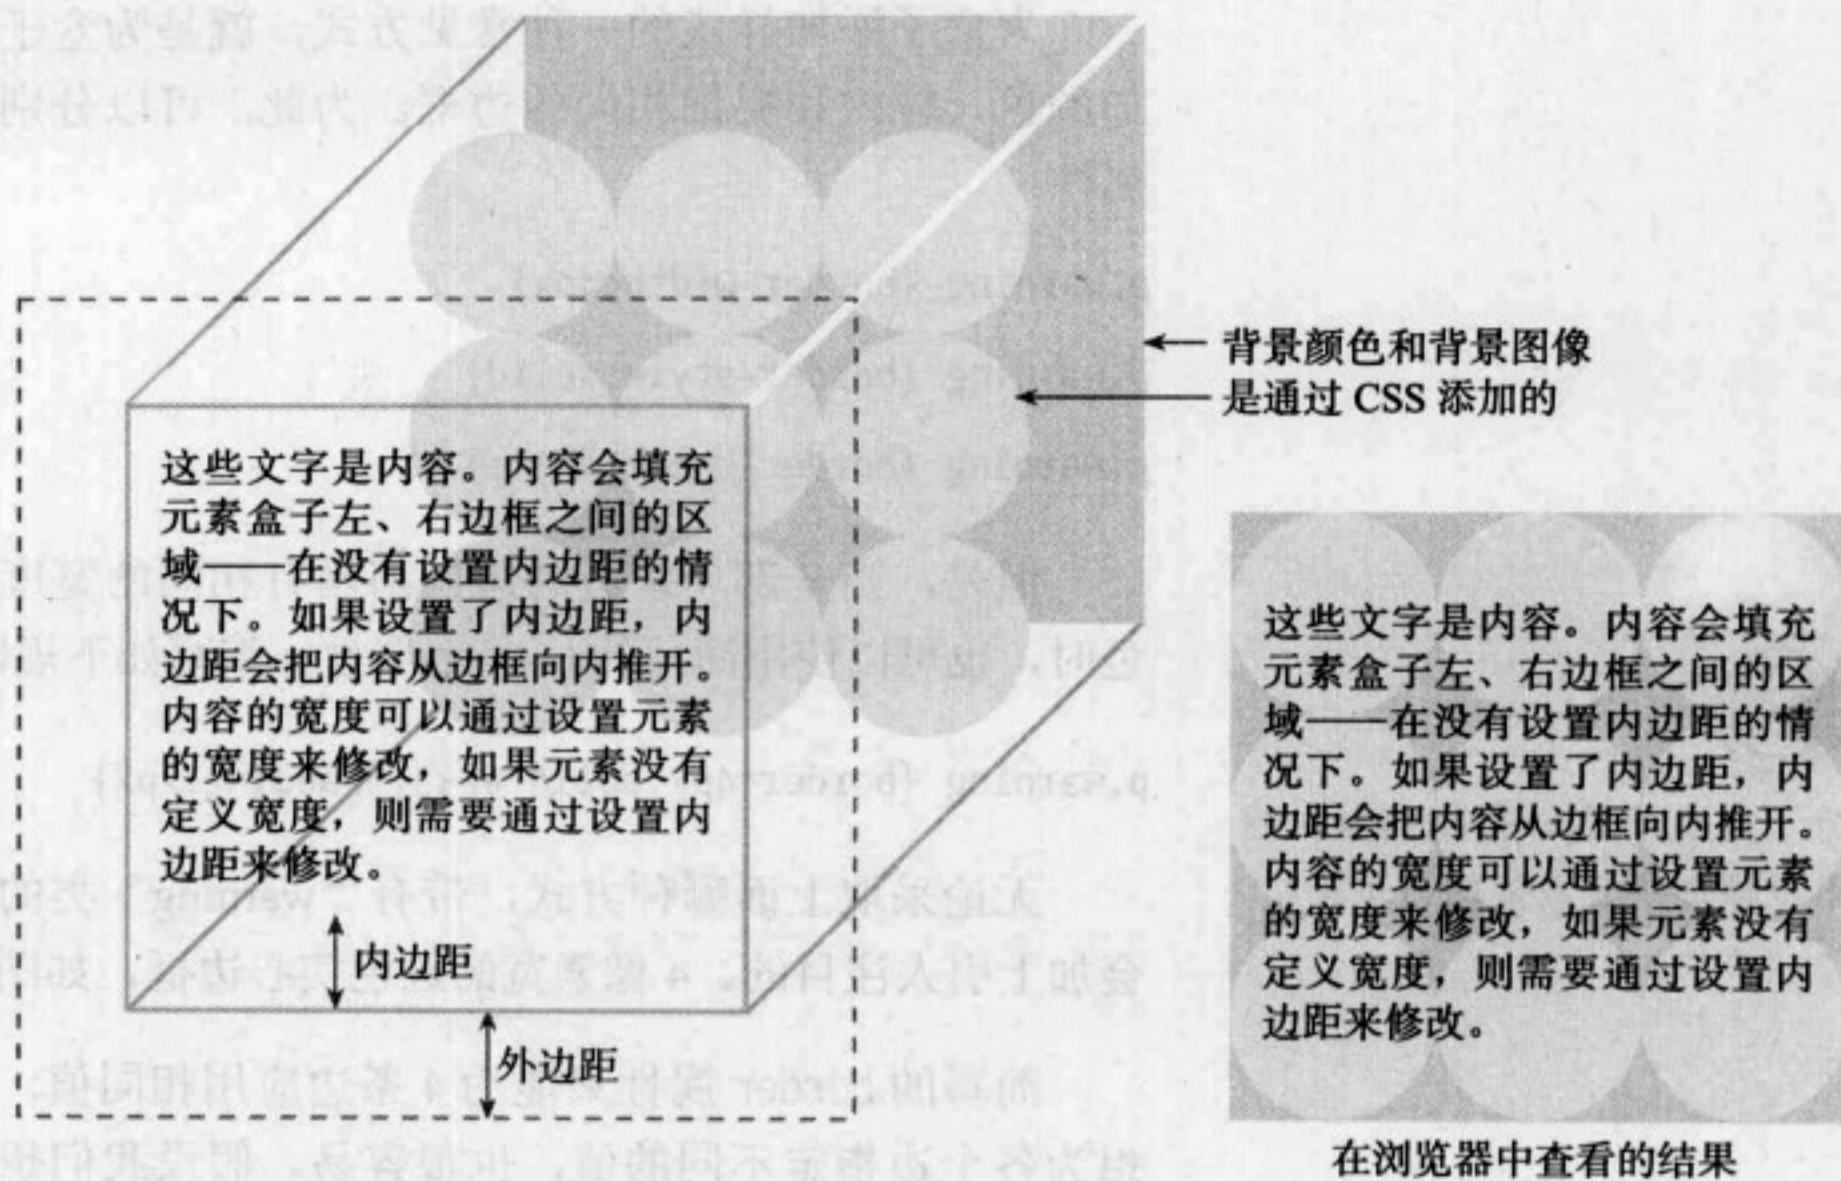 背景颜色和背景图像
是通过 CSS 添加的
这些文字是内容。内容会填充
元素盒子左、右边框之间的区
域——在没有设置内边距的情
况下。如果设置了内边距，内
边距会把内容从边框向内推开。
内容的宽度可以通过设置元素
的宽度来修改，如果元素没有
定义宽度，则需要通过设置内
边距来修改。
内边距
外边距
这些文字是内容。内容会填充
元素盒子左、右边框之间的区
域——在没有设置内边距的情
况下。如果设置了内边距，内
边距会把内容从边框向内推开。
内容的宽度可以通过设置元素
的宽度来修改，如果元素没有
定义宽度，则需要通过设置内
边距来修改。
在浏览器中查看的结果